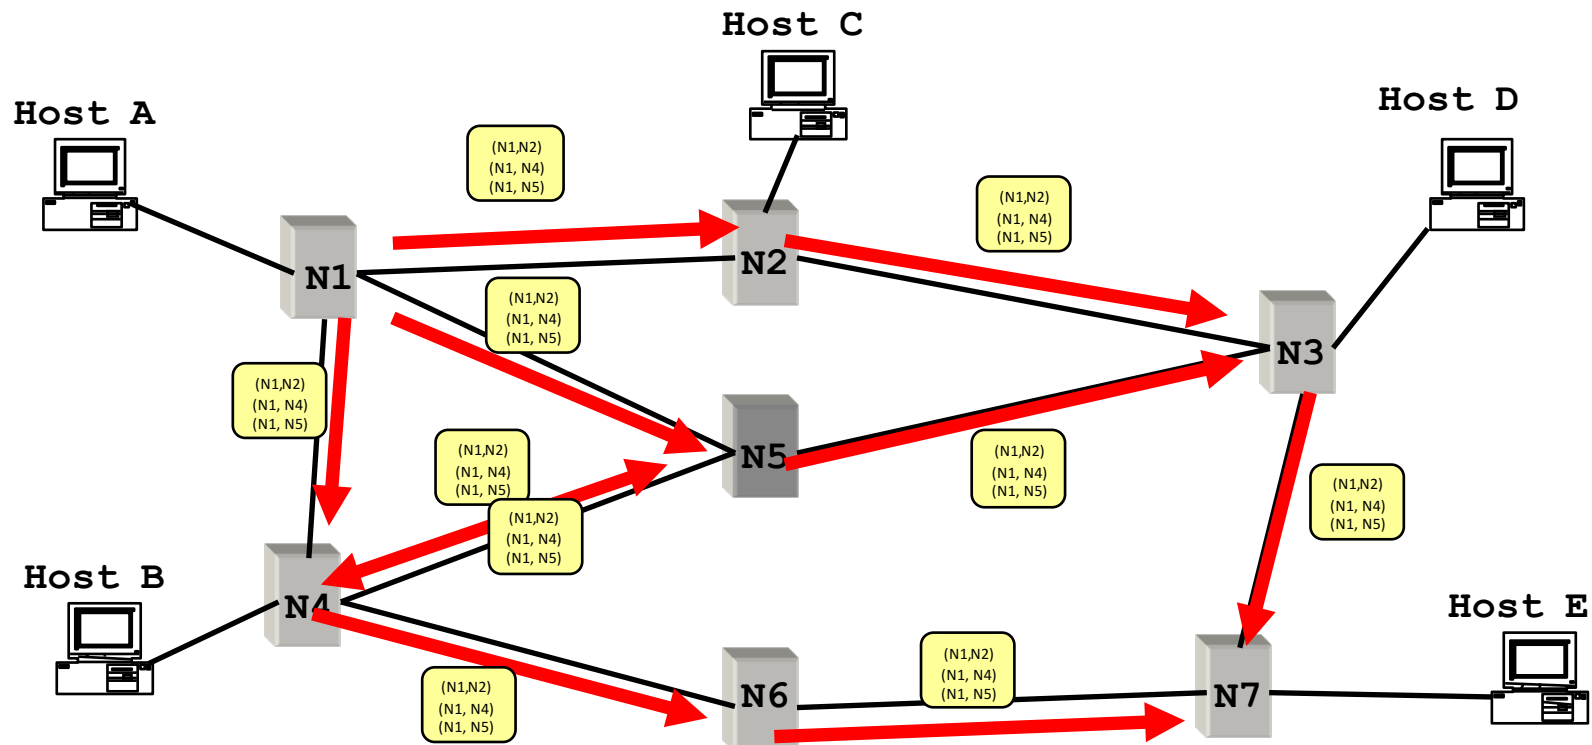 Host C
Host A
Host D
(N1,N2)
(N1, N4)
(N1, N5)
(N1,N2)
(N1, N4)
(N1, N5)
N1
N2
(N1,N2)
(N1, N4)
(N1, N5)
N3
(N1,N2)
(N1, N4)
(N1, N5)
(N1,N2)
(N1, N4)
(N1, N5)
N5
(N1,N2)
(N1, N4)
(N1, N5)
(N1,N2)
(N1, N4)
(N1, N5)
(N1,N2)
(N1, N4)
(N1, N5)
Host B
N4
Host E
(N1,N2)
(N1, N4)
(N1, N5)
(N1,N2)
(N1, N4)
(N1, N5)
N6
N7